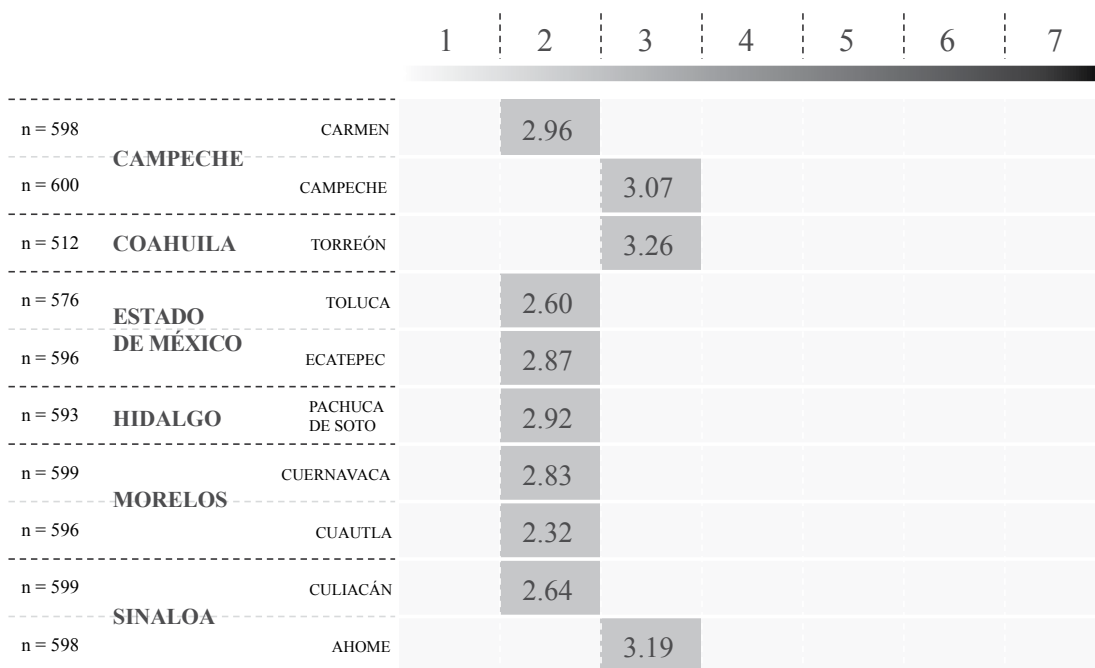 1 2 3 4 5 6 7
n = 598 CARMEN 2.96
CAMPECHE
n = 600 CAMPECHE 3.07
n = 512 COAHUILA TORREÓN 3.26
n = 576 TOLUCA 2.60
ESTADO
DE MÉXICO
n = 596 ECATEPEC 2.87
n = 593 HIDALGO PACHUCA
DE SOTO 2.92
n = 599 CUERNAVACA 2.83
MORELOS
n = 596 CUAUTLA 2.32
n = 599 CULIACÁN 2.64
SINALOA
n = 598 AHOME 3.19